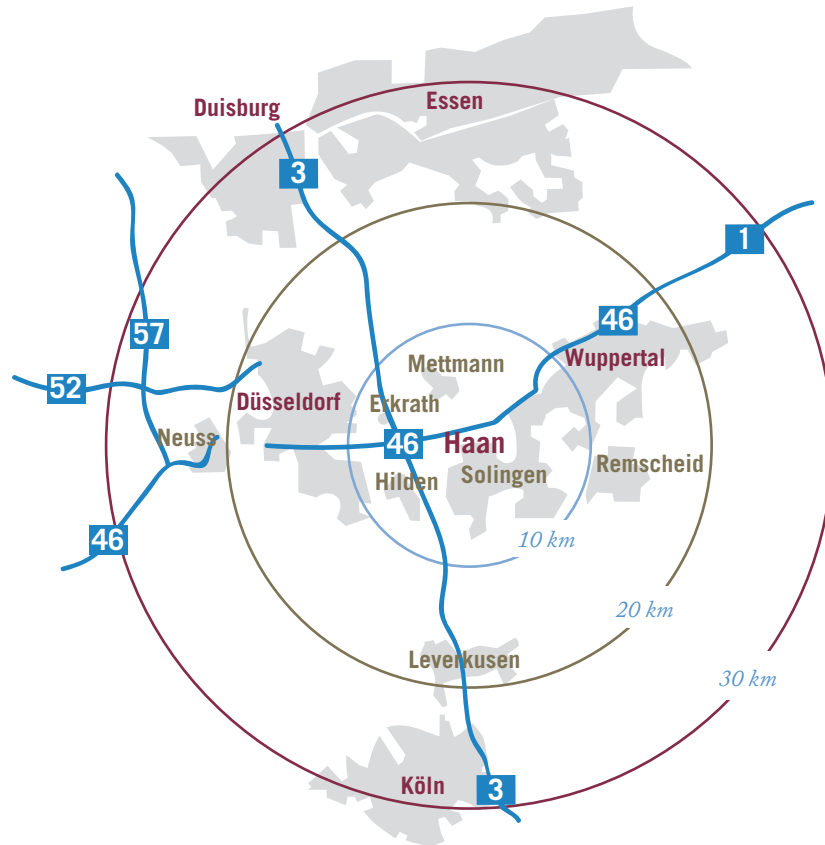 Essen
Duisburg
3
1
46
57
Mettmann
Wuppertal
52
Düsseldorf
Erkrath
Neuss
46
Haan
Remscheid
Solingen
Hilden
46
10 km
20 km
Leverkusen
30 km
Köln
3